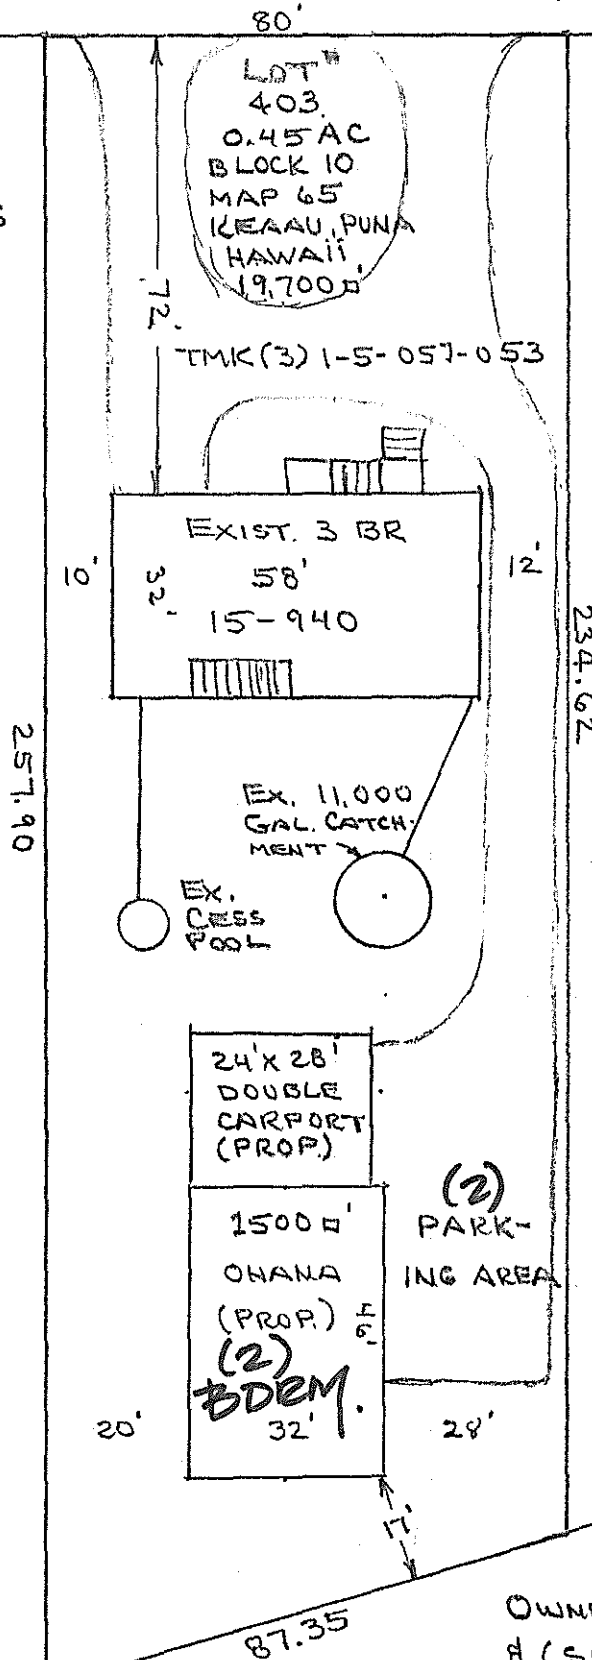 80'
LOT
403.
0.45 AC
BLOCK 10
MAP 65
KEAAU, PUNA
HAWAII
19,700 □'
72'
TMK (3) 1-5-057-053
EXIST. 3 BR
10'
32'
58'
12'
15-940
234.62
257.90
EX. 11,000
GAL. CATCH-
MENT
EX.
CESS
POOL
24' X 28'
DOUBLE
CARPORT
(PROP.)
(2)
PARK-
ING AREA
1500 □'
OHANA
(PROP.)
46'
(2)
BDRM.
20'
32'
28'
17'
87.35